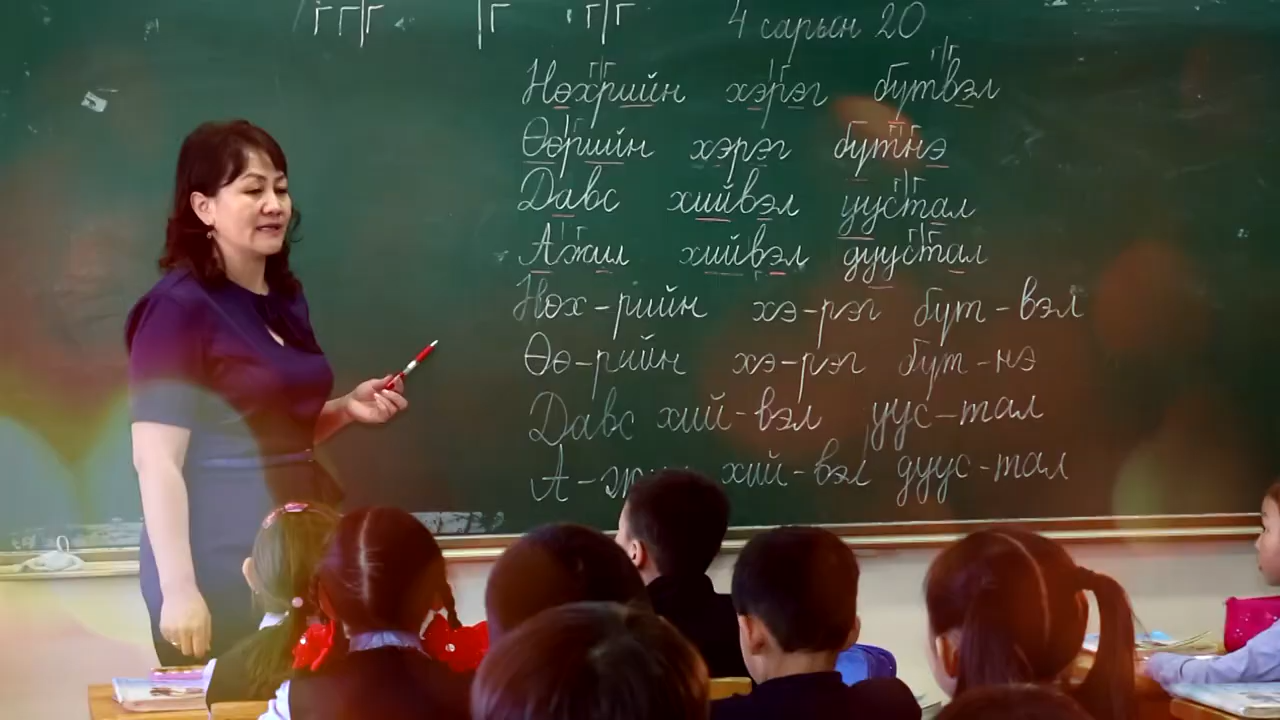 4 сарын 20
Нөхрийн хэрэг бүтвэл
Өөрийн хэрэг бүтнэ
Давс хийвэл уустал
Ажил хийвэл дуустал
Нөх-рийн хэ-рэг бүт-вэл
Өө-рийн хэ-рэг бүт-нэ
Давс хий-вэл уус-тал
хий-вэл дуус-тал